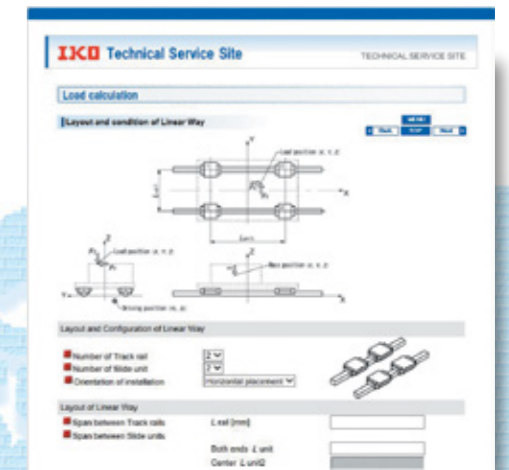 IKO Technical Service Site
TECHNICAL SERVICE SITE
Load calculation
Layout and condition of Linear Way
MENU
Back TOP Next
Y
Load position (X, Y, Z)
X
Z
Load position (X, Y, Z)
Z
Mass position (X, Y, Z)
Y
X
Driving position (Y, Z)
Layout and Configuration of Linear Way
Number of Track rail 2
Number of Slide unit 2
Orientation of installation Horizontal placement
Layout of Linear Way
Span between Track rails L rail [mm]
Span between Slide units
Both ends L unit
Center L unit2